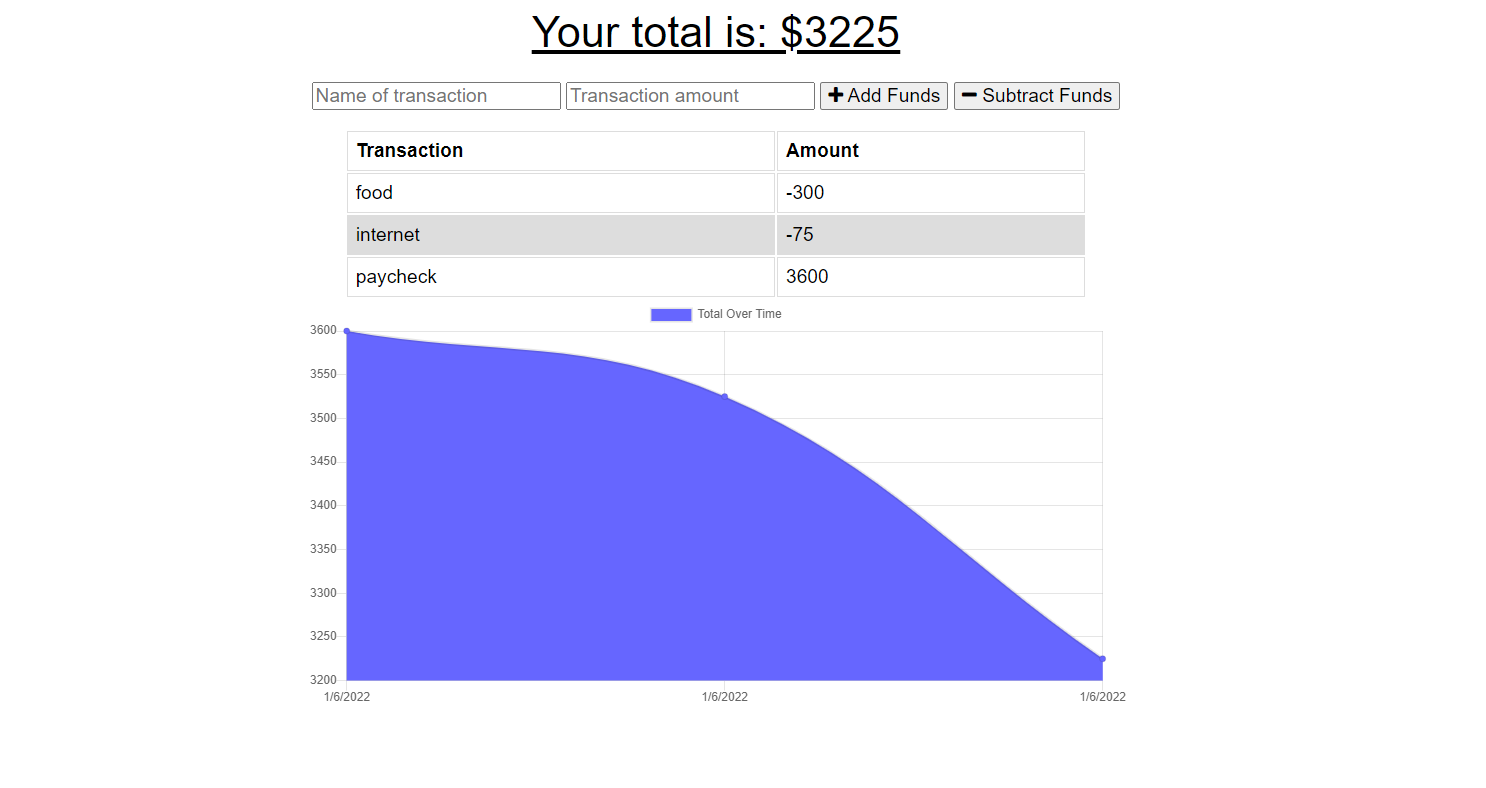 Your total is: $3225
Name of transaction Transaction amount Add Funds Subtract Funds
Transaction Amount
food -300
internet -75
paycheck 3600
Total Over Time
3600
3550
3500
3450
3400
3350
3300
3250
3200
1/6/2022 1/6/2022 1/6/2022